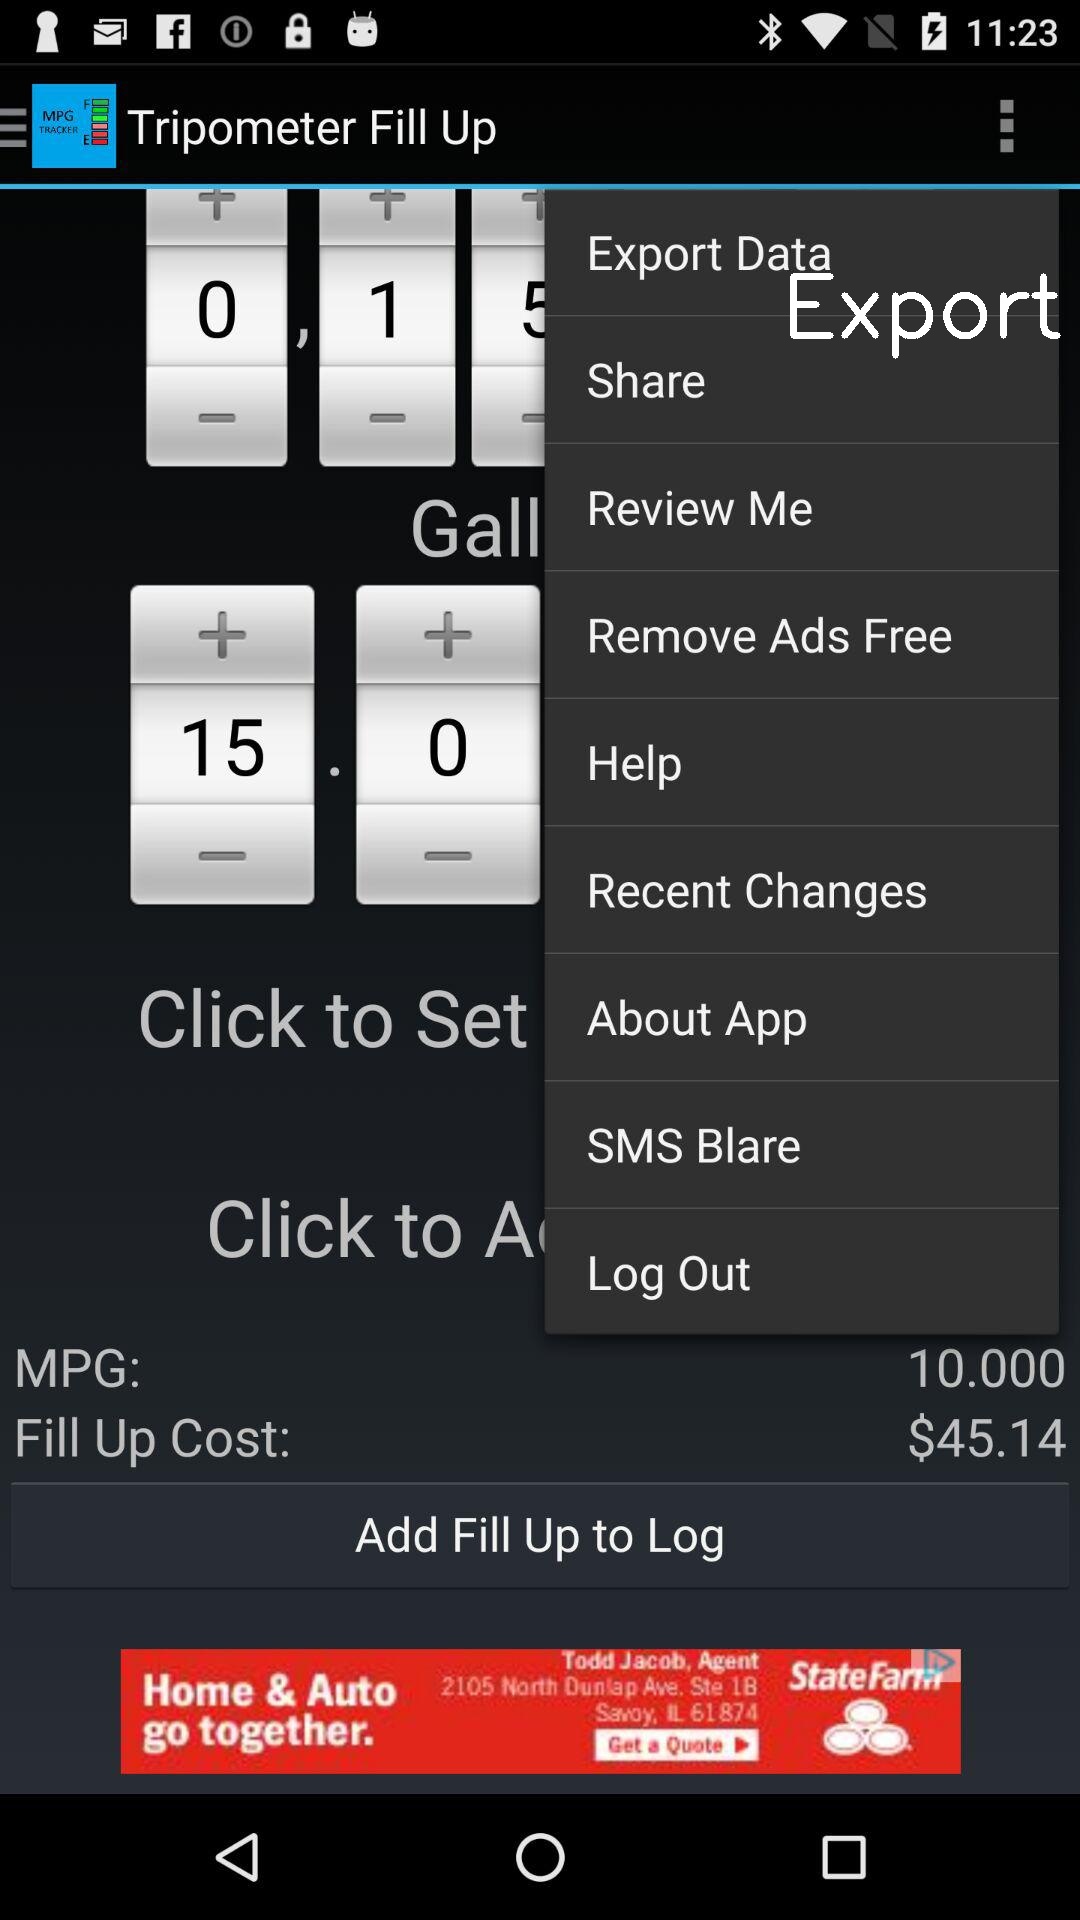 11:23
MPG TRACKER F E
Tripometer Fill Up
Export Data
Export
Share
Review Me
Remove Ads Free
Help
Recent Changes
About App
SMS Blare
Log Out
+ + +
0 , 1 5
- - -
Gall
+ +
15 . 0
- -
Click to Set
Click to A
MPG: 10.000
Fill Up Cost: $45.14
Add Fill Up to Log
Home & Auto
go together.
Todd Jacob, Agent
2105 North Dunlap Ave. Ste 1B
Savoy, IL 61874
Get a Quote
StateFarm